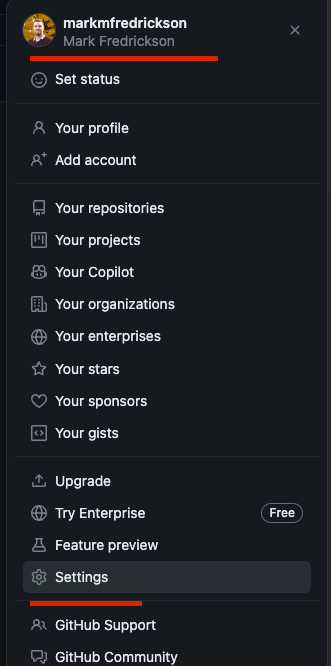 markmfredrickson
Mark Fredrickson
Set status
Your profile
Add account
Your repositories
Your projects
Your Copilot
Your organizations
Your enterprises
Your stars
Your sponsors
Your gists
Upgrade
Try Enterprise Free
Feature preview
Settings
GitHub Support
GitHub Community